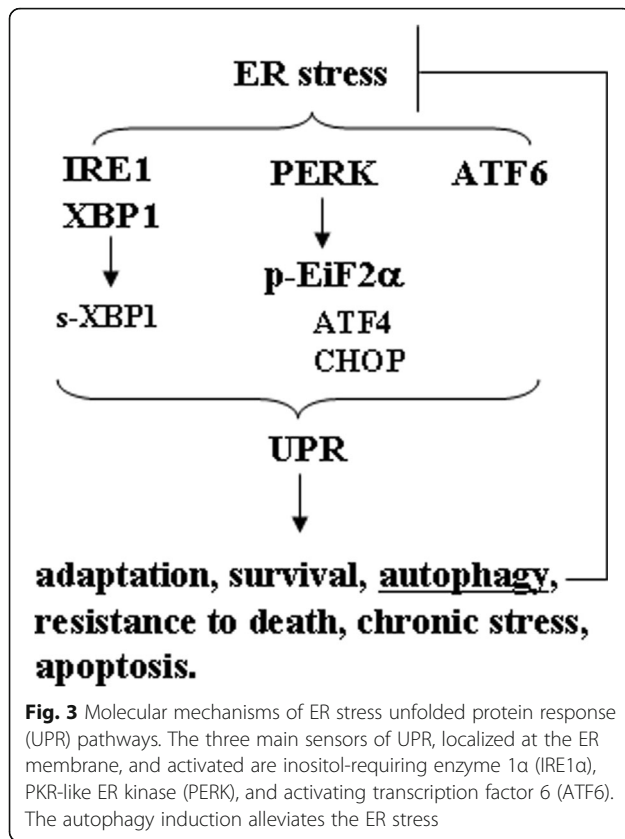 ER stress
IRE1 PERK ATF6
XBP1
p-EiF2α
s-XBP1
ATF4
CHOP
UPR
adaptation, survival, autophagy,
resistance to death, chronic stress,
apoptosis.
Fig. 3 Molecular mechanisms of ER stress unfolded protein response
(UPR) pathways. The three main sensors of UPR, localized at the ER
membrane, and activated are inositol-requiring enzyme 1α (IRE1α),
PKR-like ER kinase (PERK), and activating transcription factor 6 (ATF6).
The autophagy induction alleviates the ER stress